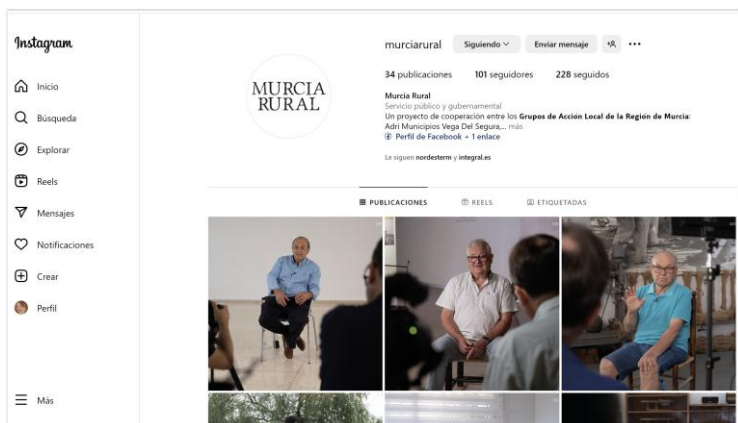 Instagram
Inicio
Búsqueda
Explorar
Reels
Mensajes
Notificaciones
Crear
Perfil
Más
murciarural Siguiendo Enviar mensaje
34 publicaciones 101 seguidores 228 seguidos
MURCIA
RURAL
Murcia Rural
Servicio público y gubernamental
Un proyecto de cooperación entre los Grupos de Acción Local de la Región de Murcia:
Adri Municipios Vega Del Segura,... más
Perfil de Facebook + 1 enlace
Le siguen nordesterm y integral.es
PUBLICACIONES REELS ETIQUETADAS